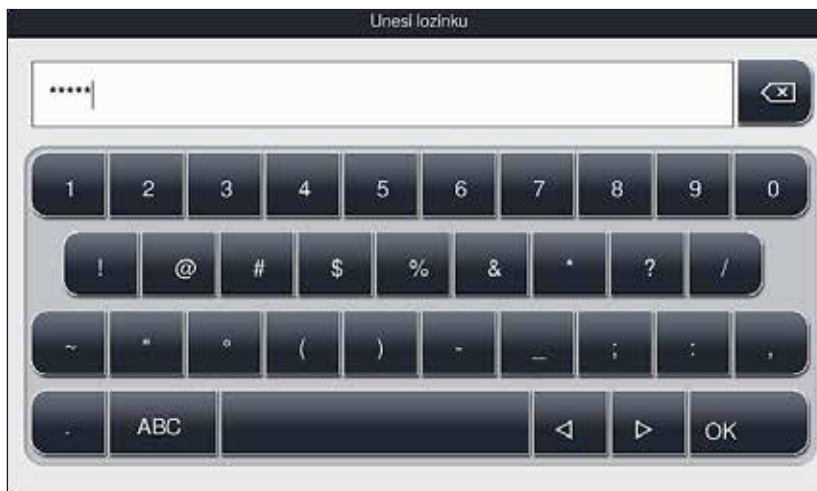 Unesi lozinku
*****
1 2 3 4 5 6 7 8 9 0
! @ # $ % & * ? /
~ " ° ( ) - _ ; : ,
. ABC OK